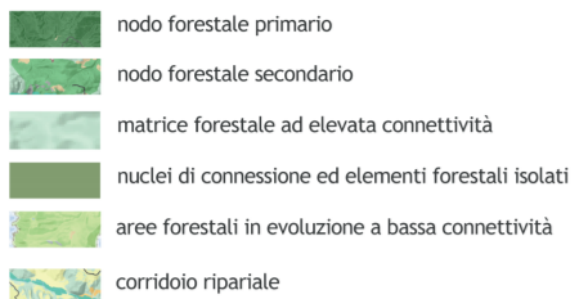 nodo forestale primario
nodo forestale secondario
matrice forestale ad elevata connettività
nuclei di connessione ed elementi forestali isolati
aree forestali in evoluzione a bassa connettività
corridoio ripariale